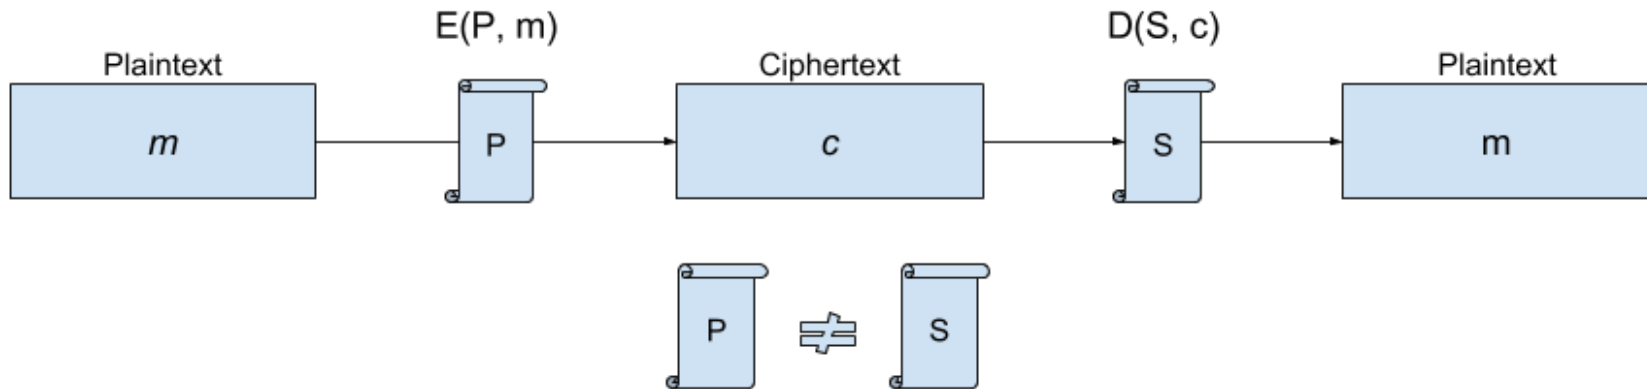 E(P, m) D(S, c)
Plaintext Ciphertext Plaintext
m P c S m
P ≠ S